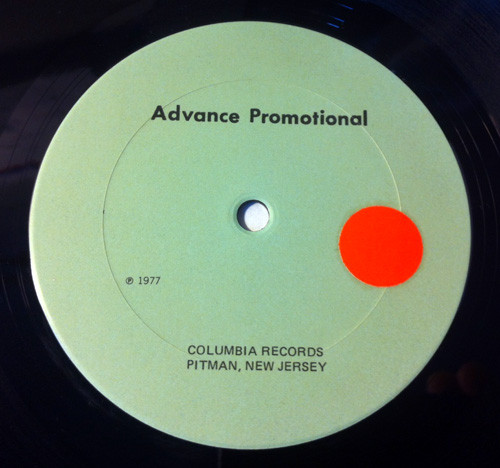 Advance Promotional
℗ 1977
COLUMBIA RECORDS
PITMAN, NEW JERSEY